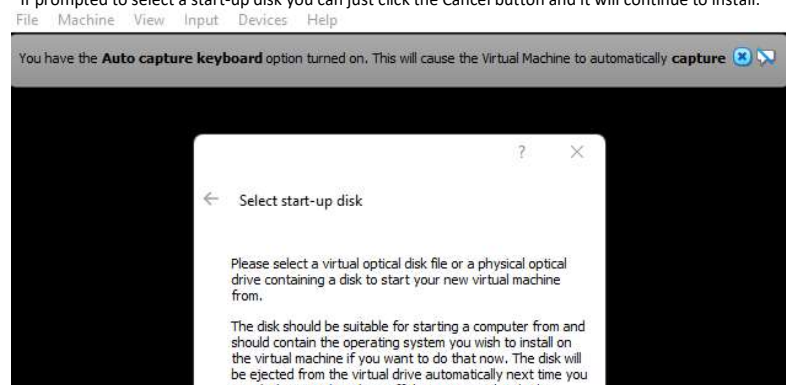 If prompted to select a start-up disk you can just click the Cancel button and it will continue to install.
File Machine View Input Devices Help
You have the Auto capture keyboard option turned on. This will cause the Virtual Machine to automatically capture
?
Select start-up disk
Please select a virtual optical disk file or a physical optical
drive containing a disk to start your new virtual machine
from.
The disk should be suitable for starting a computer from and
should contain the operating system you wish to install on
the virtual machine if you want to do that now. The disk will
be ejected from the virtual drive automatically next time you